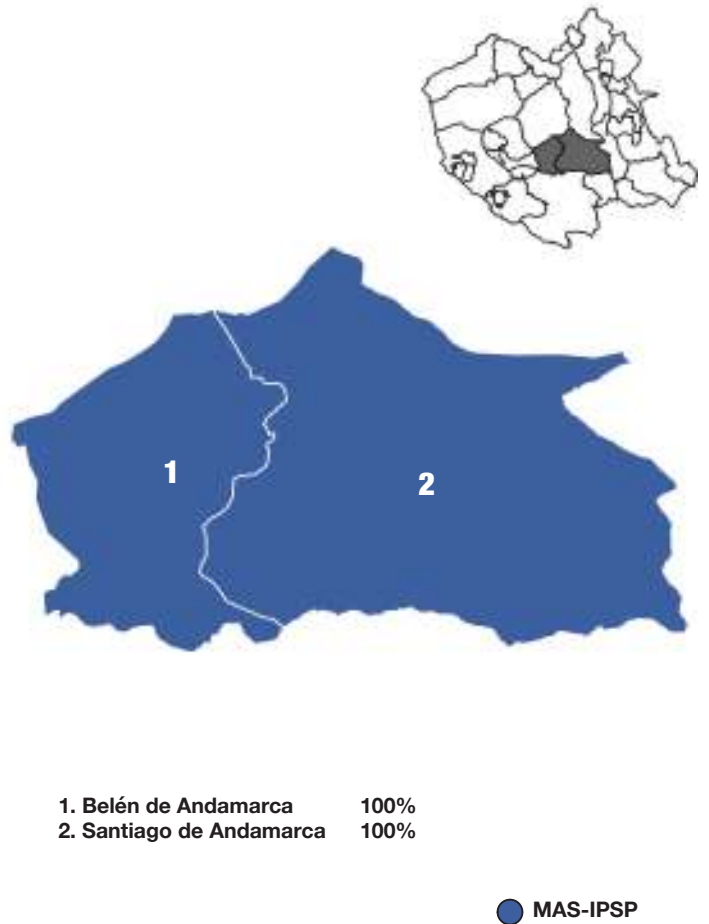 1
2
1. Belén de Andamarca 100%
2. Santiago de Andamarca 100%
MAS-IPSP